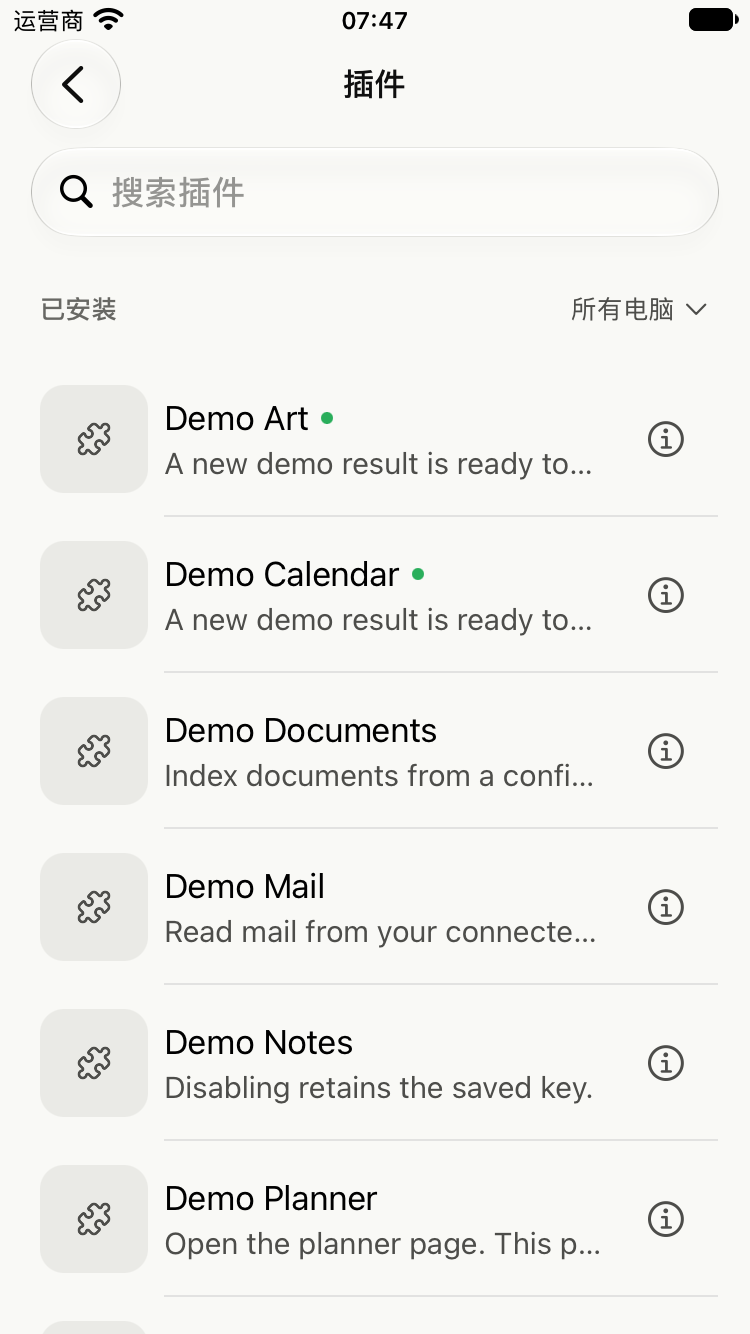 运营商 07:47
插件
搜索插件
已安装 所有电脑
Demo Art
A new demo result is ready to...
Demo Calendar
A new demo result is ready to...
Demo Documents
Index documents from a confi...
Demo Mail
Read mail from your connecte...
Demo Notes
Disabling retains the saved key.
Demo Planner
Open the planner page. This p...